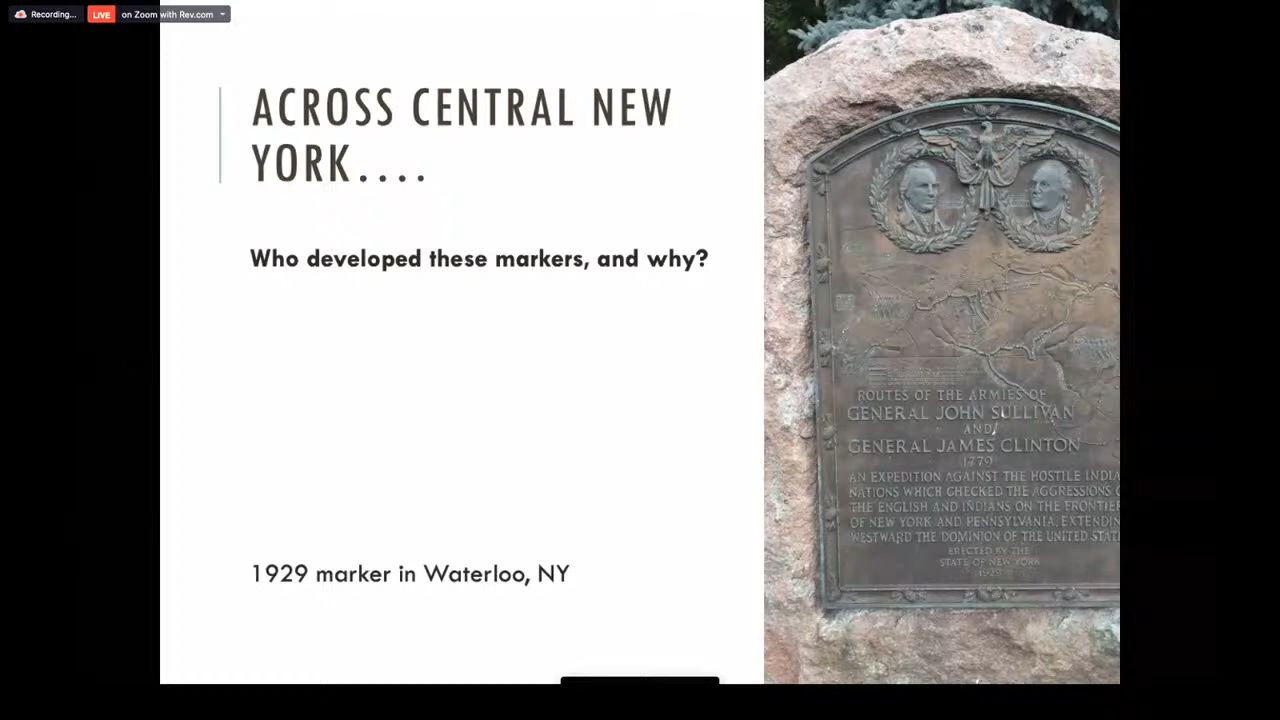 Recording...
LIVE
on Zoom with Rev.com
ACROSS CENTRAL NEW
YORK....
Who developed these markers, and why?
1929 marker in Waterloo, NY
ROUTES OF THE ARMIES OF
GENERAL JOHN SULLIVAN
AND
GENERAL JAMES CLINTON
1779
AN EXPEDITION AGAINST THE HOSTILE INDIA
NATIONS WHICH CHECKED THE AGGRESSIONS O
THE ENGLISH AND INDIANS ON THE FRONTIER
OF NEW YORK AND PENNSYLVANIA, EXTENDIN
WESTWARD THE DOMINION OF THE UNITED STAT
ERECTED BY THE
STATE OF NEW YORK
1929